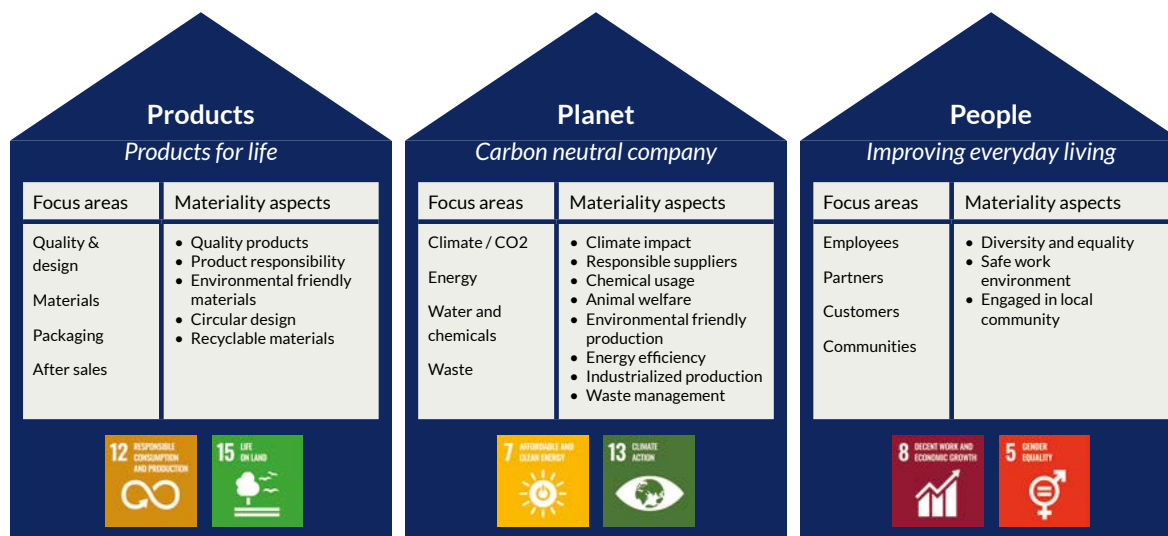 Products
Products for life
Focus areas
Materiality aspects
Quality &
design
Materials
Packaging
After sales
• Quality products
• Product responsibility
• Environmental friendly
materials
• Circular design
• Recyclable materials
12 RESPONSIBLE
CONSUMPTION
AND PRODUCTION
15 LIFE
ON LAND
Planet
Carbon neutral company
Focus areas
Materiality aspects
Climate / CO2
Energy
Water and
chemicals
Waste
• Climate impact
• Responsible suppliers
• Chemical usage
• Animal welfare
• Environmental friendly
production
• Energy efficiency
• Industrialized production
• Waste management
7 AFFORDABLE AND
CLEAN ENERGY
13 CLIMATE
ACTION
People
Improving everyday living
Focus areas
Materiality aspects
Employees
Partners
Customers
Communities
• Diversity and equality
• Safe work
environment
• Engaged in local
community
8 DECENT WORK AND
ECONOMIC GROWTH
5 GENDER
EQUALITY